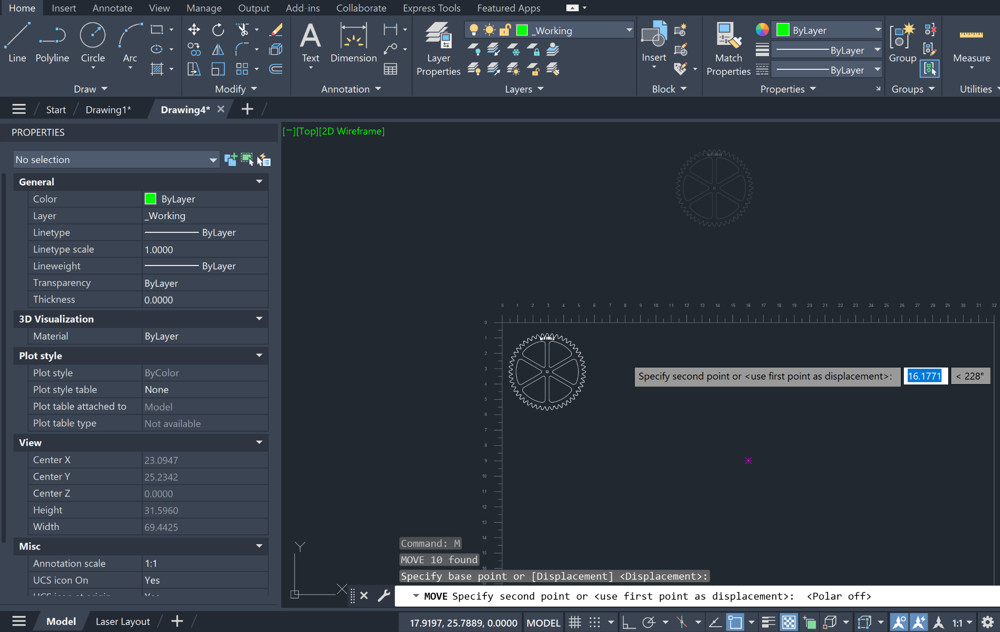 Home Insert Annotate View Manage Output Add-ins Collaborate Express Tools Featured Apps
Line Polyline Circle Arc
Draw
Modify
Text Dimension
Annotation
Layer
Properties
_Working
Layers
Insert
Block
Match
Properties
ByLayer
ByLayer
ByLayer
Properties
Group
Groups
Measure
Utilities
Start Drawing1* Drawing4*
PROPERTIES
No selection
General
Color ByLayer
Layer _Working
Linetype ByLayer
Linetype scale 1.0000
Lineweight ByLayer
Transparency ByLayer
Thickness 0.0000
3D Visualization
Material ByLayer
Plot style
Plot style ByColor
Plot style table None
Plot table attached to Model
Plot table type Not available
View
Center X 23.0947
Center Y 25.2342
Center Z 0.0000
Height 31.5960
Width 69.4425
Misc
Annotation scale 1:1
UCS icon On Yes
[−][Top][2D Wireframe]
0 1 2 3 4 5 6 7 8 9 10 11 12 13 14 15 16 17 18 19 20 21 22 23 24 25 26 27 28 29 30 31 32
0
1
2
3
4
5
6
7
8
9
10
11
12
13
14
15
16
Specify second point or <use first point as displacement>: 16.1771 < 228°
Y
X
Command: M
MOVE 10 found
Specify base point or [Displacement] <Displacement>:
MOVE Specify second point or <use first point as displacement>: <Polar off>
Model Laser Layout
17.9197, 25.7889, 0.0000 MODEL 1:1